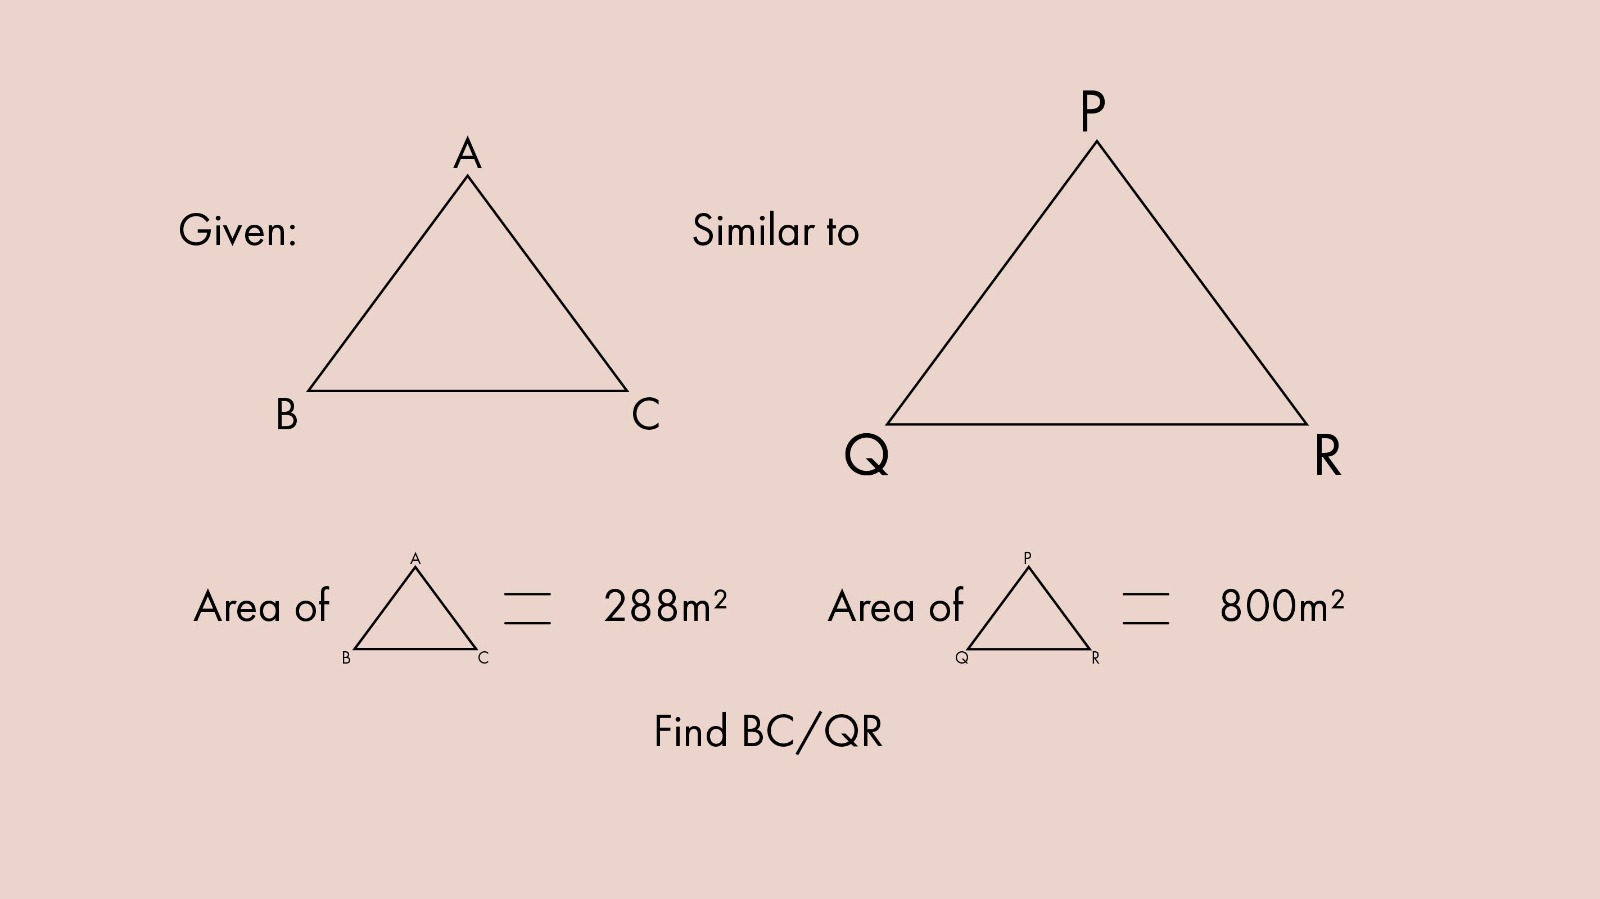 P
A
Given:
Similar to
B
C
Q
R
A
P
Area of
288m²
Area of
800m²
B
C
Q
R
Find BC/QR